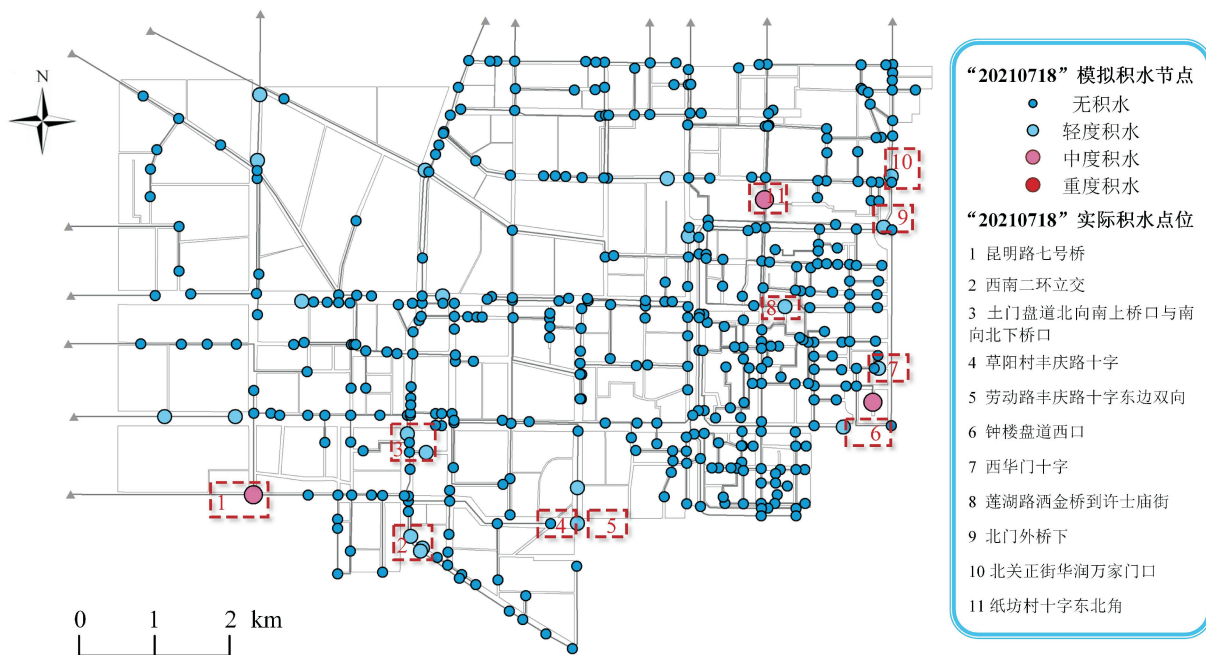 N
“20210718”模拟积水节点
无积水
轻度积水
中度积水
重度积水
“20210718”实际积水点位
1 昆明路七号桥
2 西南二环立交
3 土门盘道北向南上桥口与南
向北下桥口
4 草阳村丰庆路十字
5 劳动路丰庆路十字东边双向
6 钟楼盘道西口
7 西华门十字
8 莲湖路洒金桥到许士庙街
9 北门外桥下
10 北关正街华润万家门口
11 纸坊村十字东北角
10
11
9
8
7
6
3
1
4
5
2
0 1 2 km